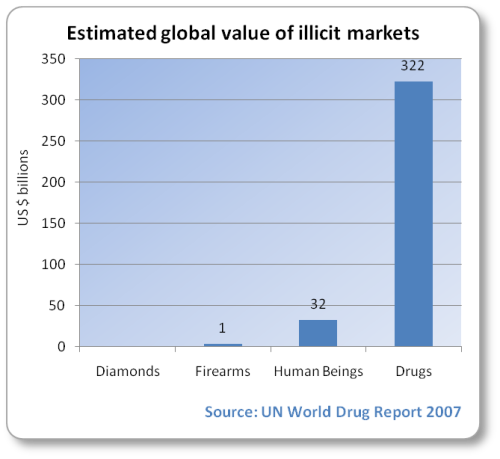 Estimated global value of illicit markets
350
300
250
200
150
100
50
0
US$ billions
1
32
322
Diamonds Firearms Human Beings Drugs
Source: UN World Drug Report 2007